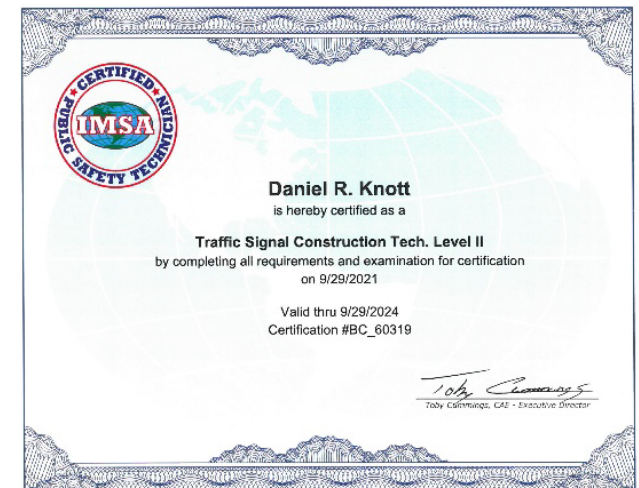 CERTIFIED
PUBLIC SAFETY TECHNICIAN
IMSA
Daniel R. Knott
is hereby certified as a
Traffic Signal Construction Tech. Level II
by completing all requirements and examination for certification
on 9/29/2021
Valid thru 9/29/2024
Certification #BC_60319
Toby Cummings
Toby Cummings, CAE - Executive Director